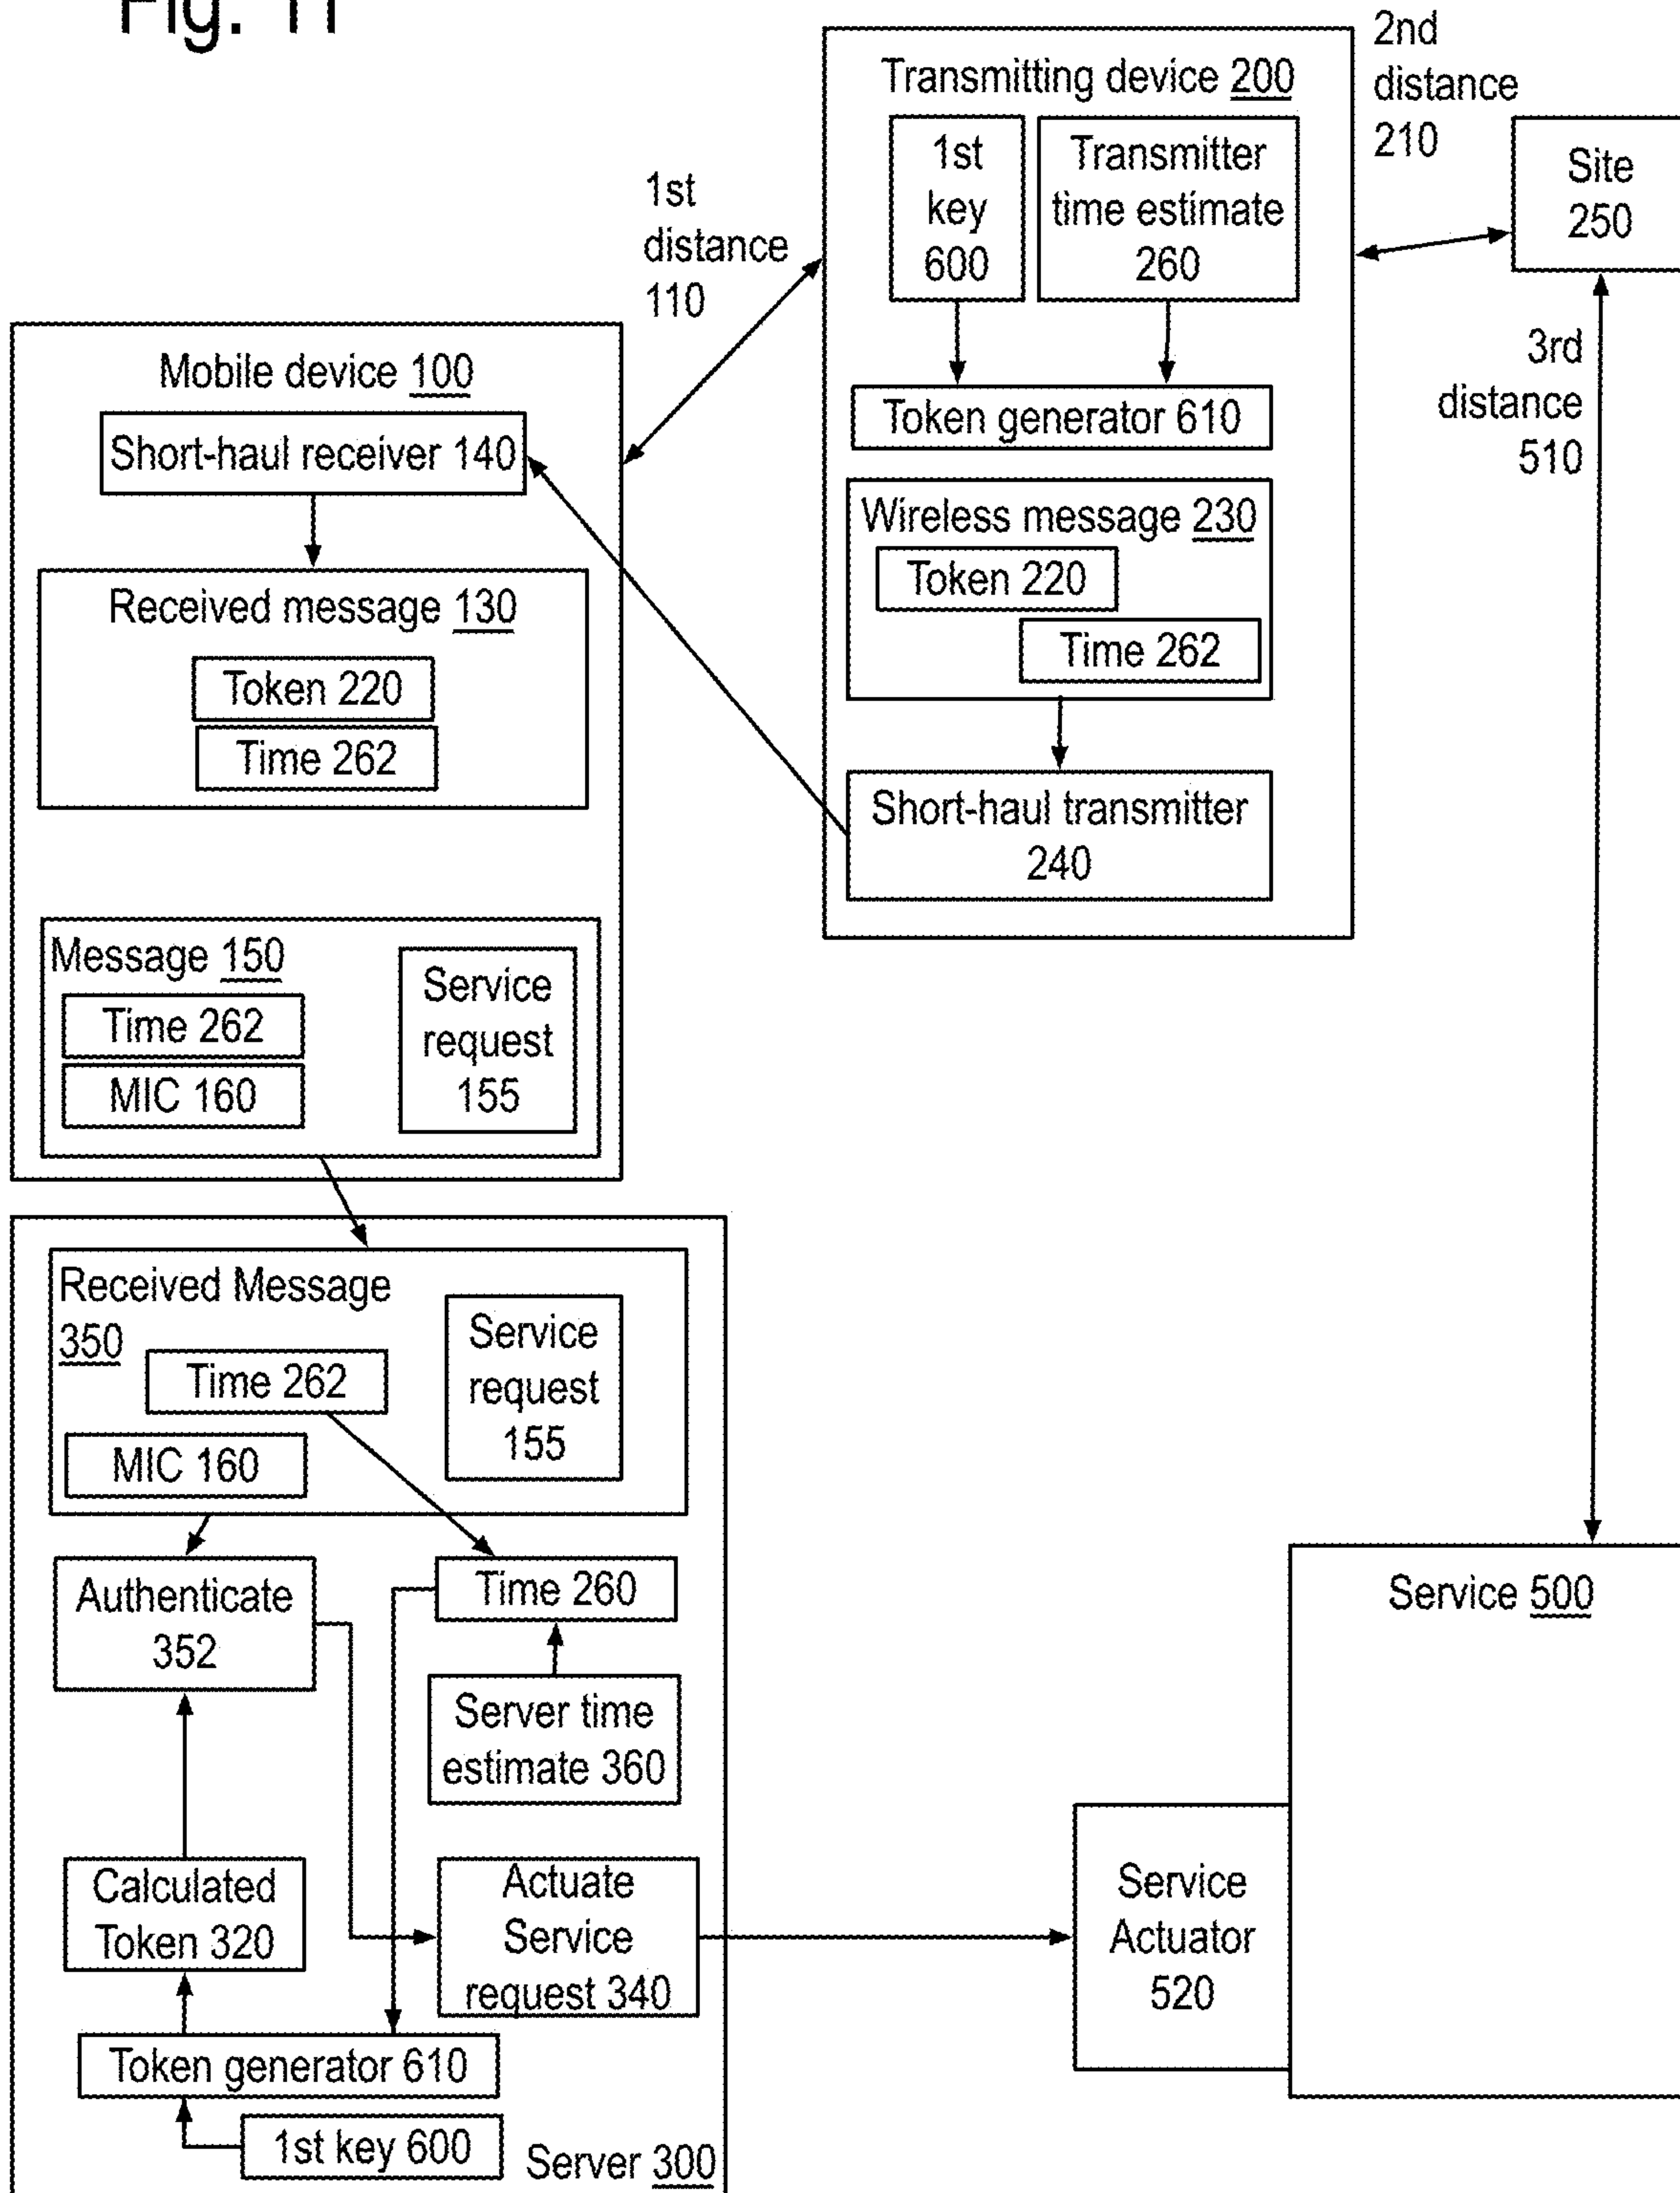 Fig. 11
Transmitting device 200
1st
key
600
Transmitter
time estimate
260
Token generator 610
Wireless message 230
Token 220
Time 262
Short-haul transmitter
240
2nd
distance
210
Site
250
1st
distance
110
3rd
distance
510
Mobile device 100
Short-haul receiver 140
Received message 130
Token 220
Time 262
Message 150
Time 262
MIC 160
Service
request
155
Received Message
350
Time 262
MIC 160
Service
request
155
Authenticate
352
Time 260
Server time
estimate 360
Calculated
Token 320
Actuate
Service
request 340
Token generator 610
1st key 600
Server 300
Service 500
Service
Actuator
520